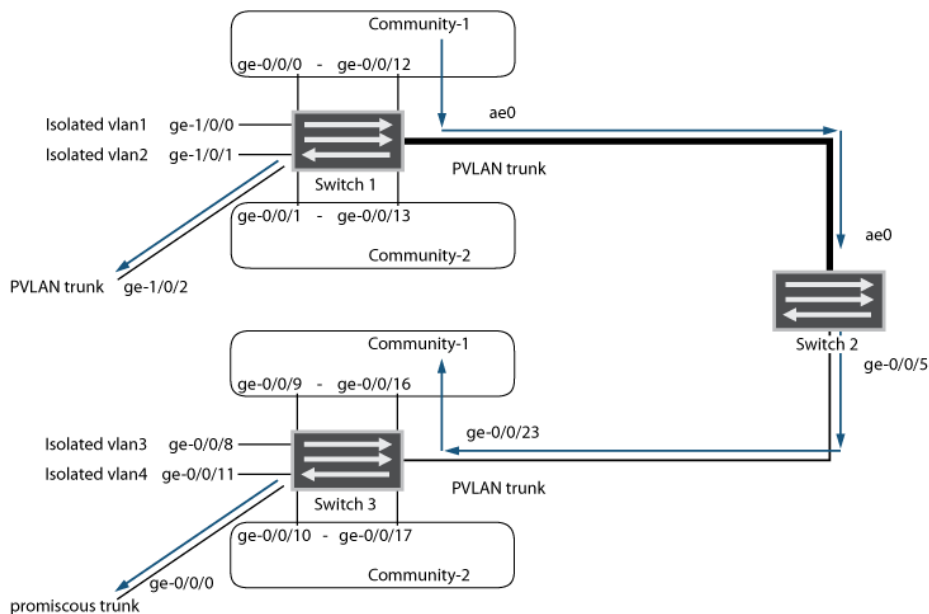 Community-1
ge-0/0/0 - ge-0/0/12
ae0
Isolated vlan1 ge-1/0/0
Isolated vlan2 ge-1/0/1
PVLAN trunk
Switch 1
ge-0/0/1 - ge-0/0/13
ae0
Community-2
PVLAN trunk ge-1/0/2
Switch 2
Community-1
ge-0/0/5
ge-0/0/9 - ge-0/0/16
ge-0/0/23
Isolated vlan3 ge-0/0/8
Isolated vlan4 ge-0/0/11
PVLAN trunk
Switch 3
ge-0/0/10 - ge-0/0/17
Community-2
ge-0/0/0
promiscous trunk